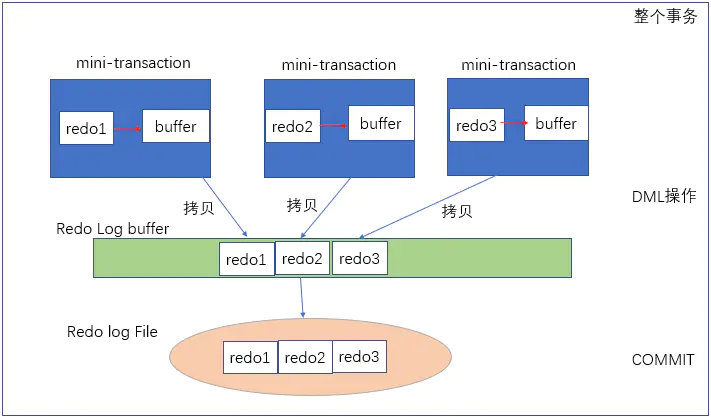 整个事务
mini-transaction
mini-transaction
mini-transaction
redo1
buffer
redo2
buffer
redo3
buffer
拷贝
拷贝
拷贝
DML操作
Redo Log buffer
redo1
redo2
redo3
Redo log File
redo1
redo2
redo3
COMMIT